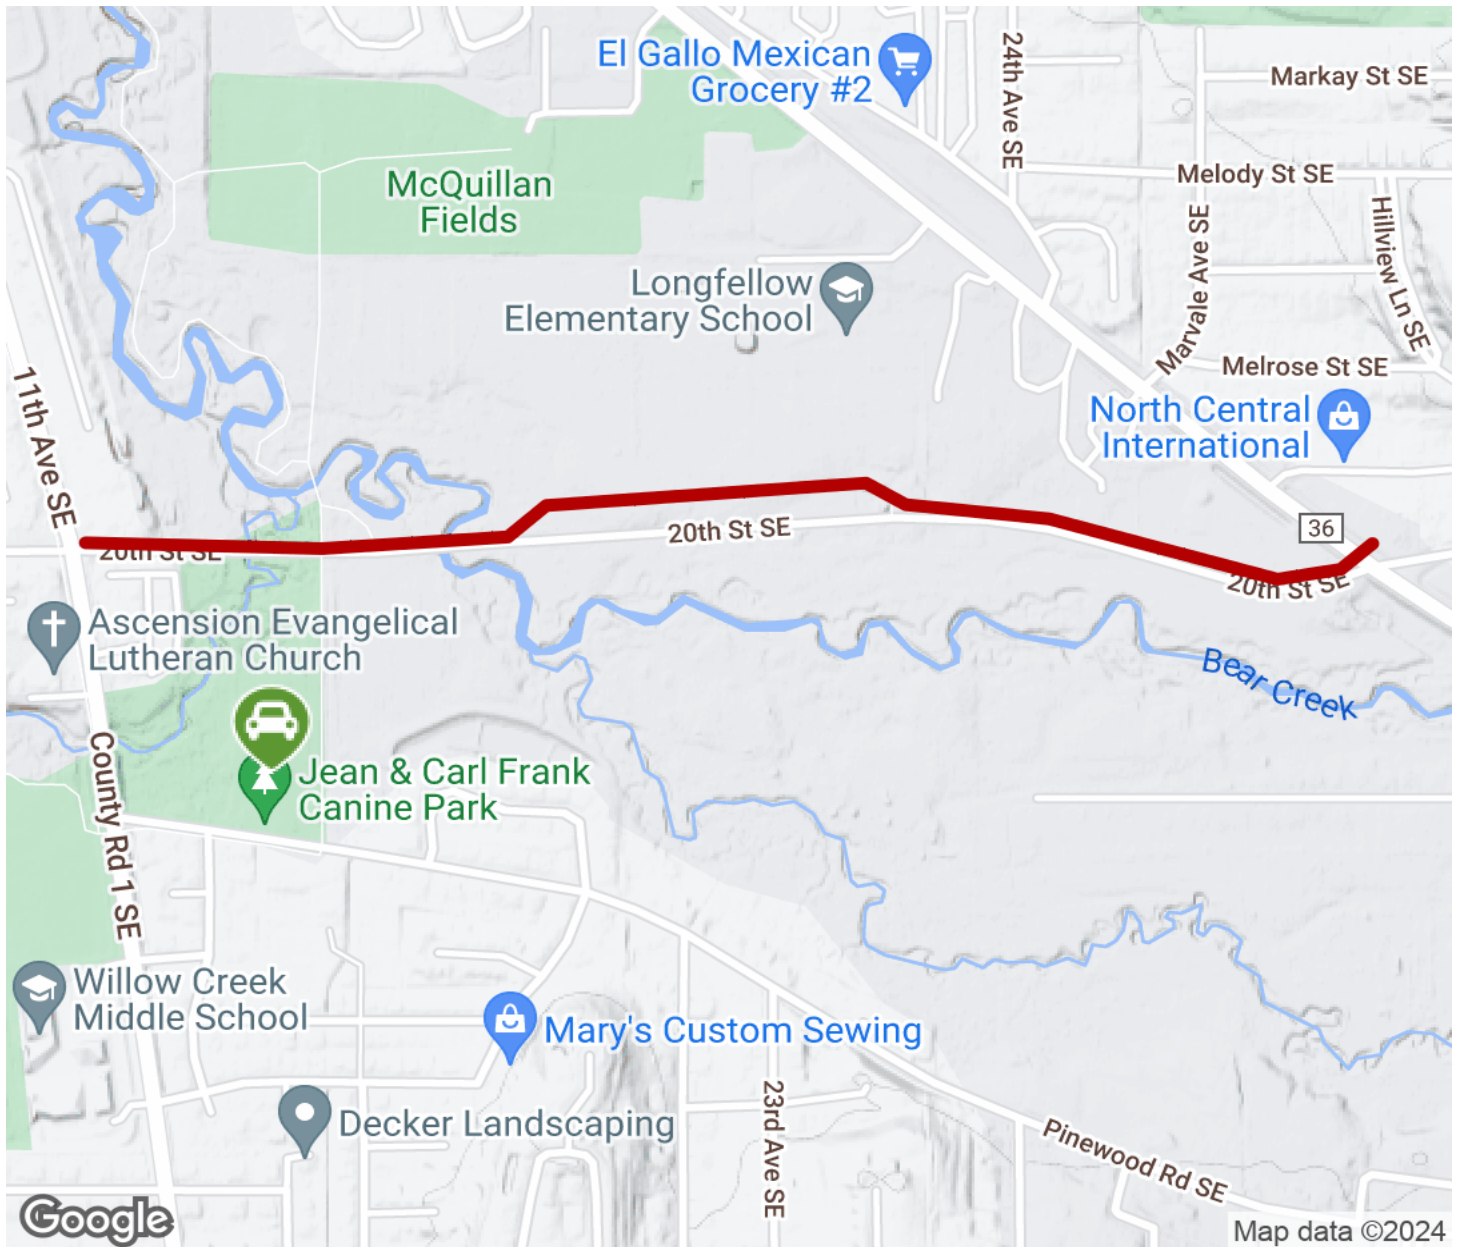 El Gallo Mexican
Grocery #2
24th Ave SE
Markay St SE
McQuillan
Fields
Melody St SE
Hillview Ln SE
Marvale Ave SE
Longfellow
Elementary School
Melrose St SE
11th Ave SE
North Central
International
20th St SE
20th St SE
36
20th St SE
Ascension Evangelical
Lutheran Church
Bear Creek
County Rd 1 SE
Jean & Carl Frank
Canine Park
Willow Creek
Middle School
Mary's Custom Sewing
Decker Landscaping
23rd Ave SE
Pinewood Rd SE
Google
Map data ©2024